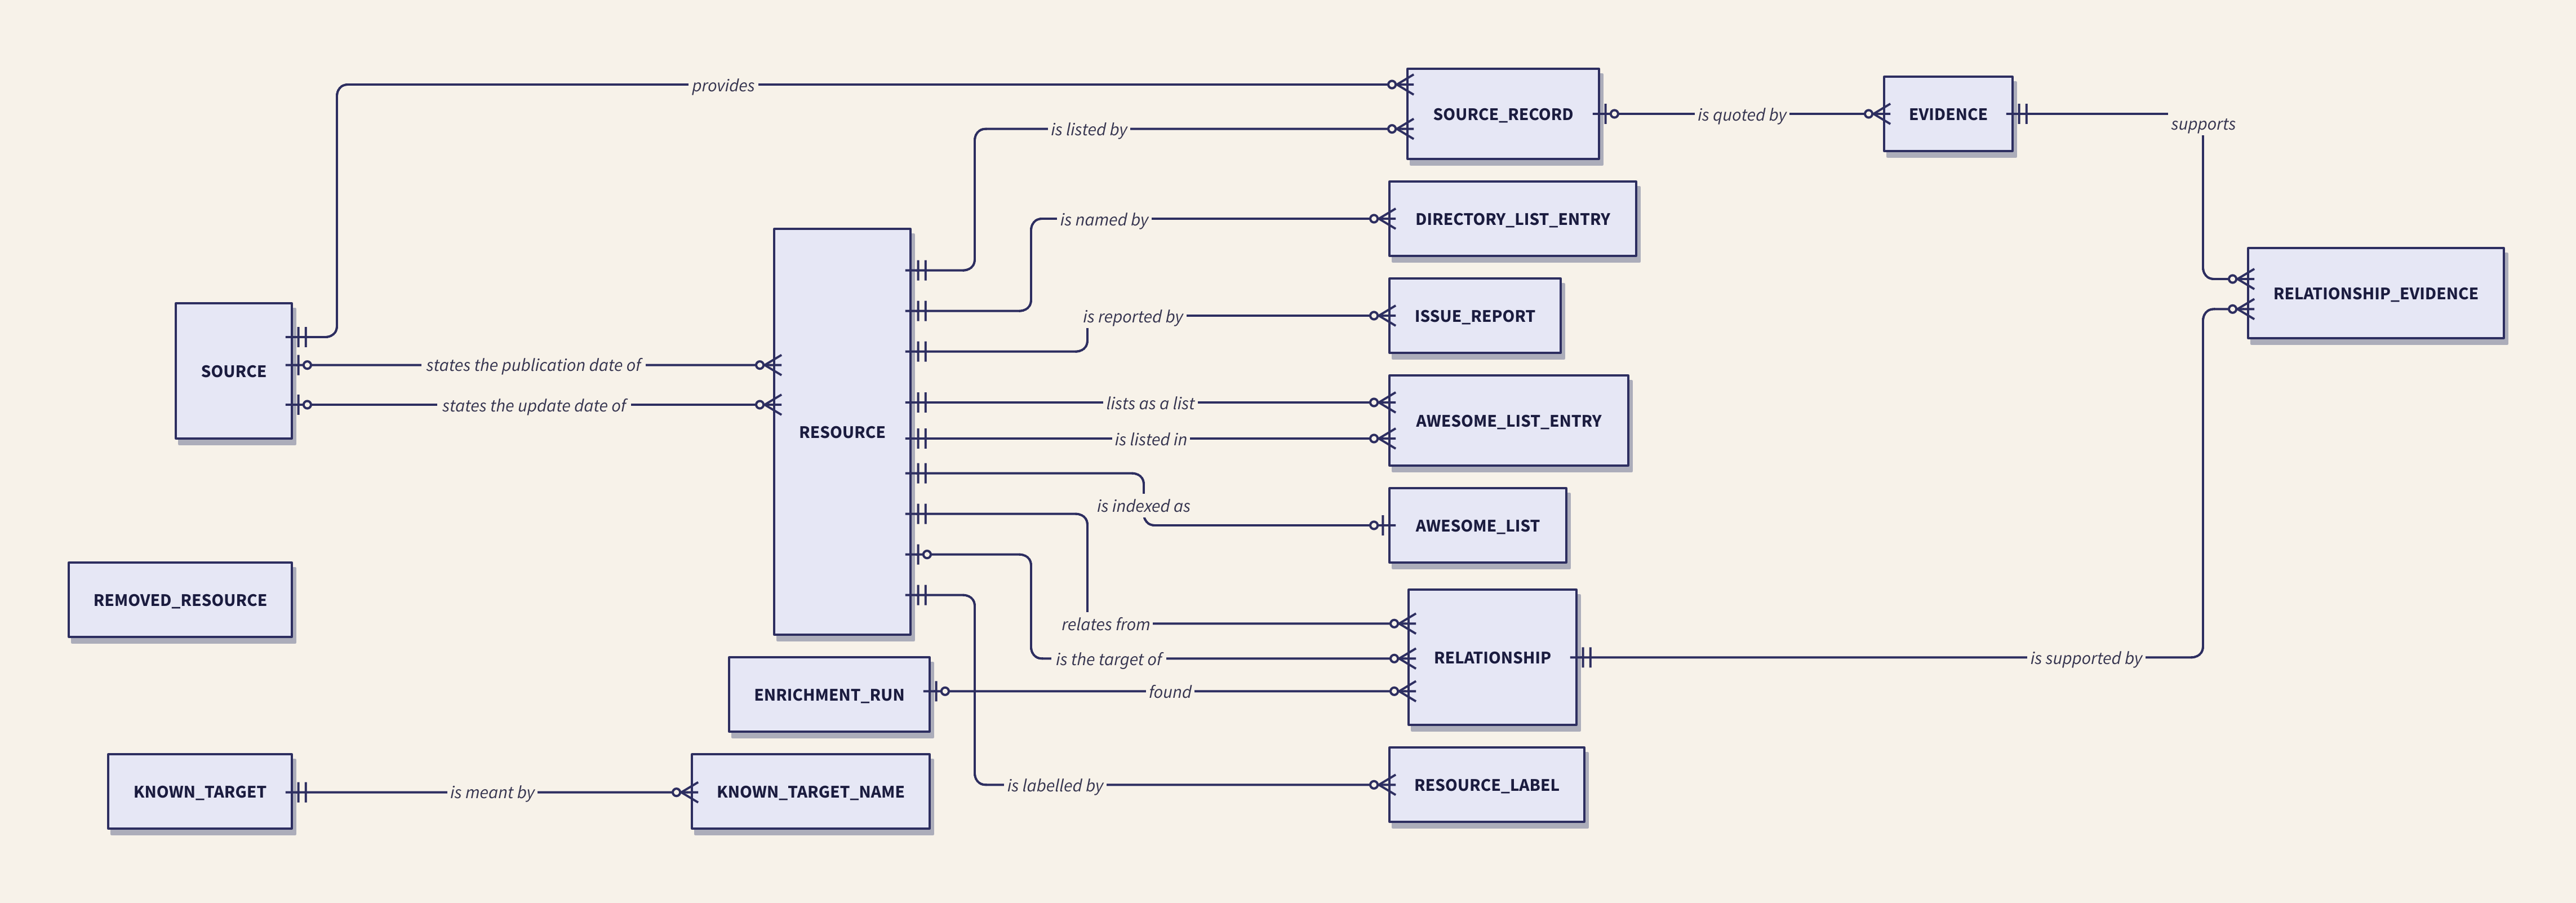 provides
SOURCE_RECORD
is quoted by
EVIDENCE
supports
is listed by
is named by
DIRECTORY_LIST_ENTRY
RELATIONSHIP_EVIDENCE
is reported by
ISSUE_REPORT
SOURCE
states the publication date of
states the update date of
RESOURCE
lists as a list
is listed in
AWESOME_LIST_ENTRY
is indexed as
AWESOME_LIST
REMOVED_RESOURCE
relates from
is the target of
RELATIONSHIP
is supported by
ENRICHMENT_RUN
found
KNOWN_TARGET
is meant by
KNOWN_TARGET_NAME
is labelled by
RESOURCE_LABEL